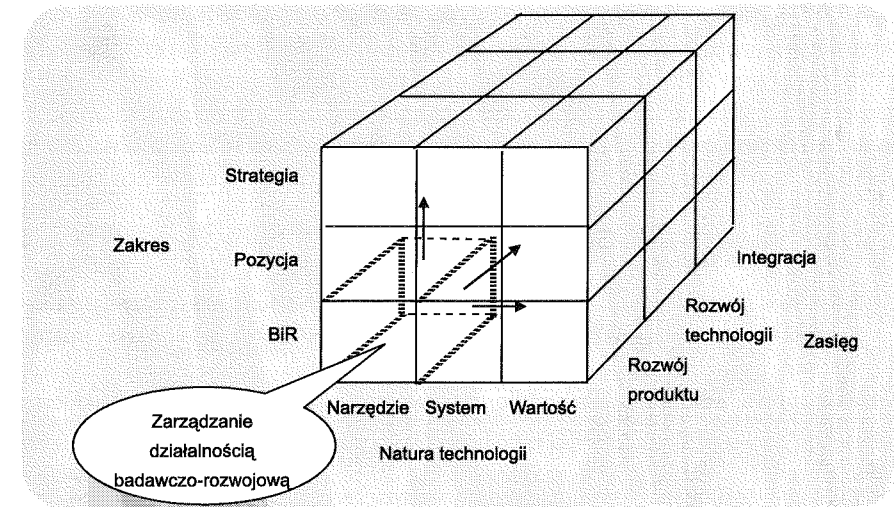 Strategia
Zakres
Pozycja
BiR
Integracja
Rozwój
technologii
Zasięg
Rozwój
produktu
Narzędzie System Wartość
Natura technologii
Zarządzanie
działalnością
badawczo-rozwojową